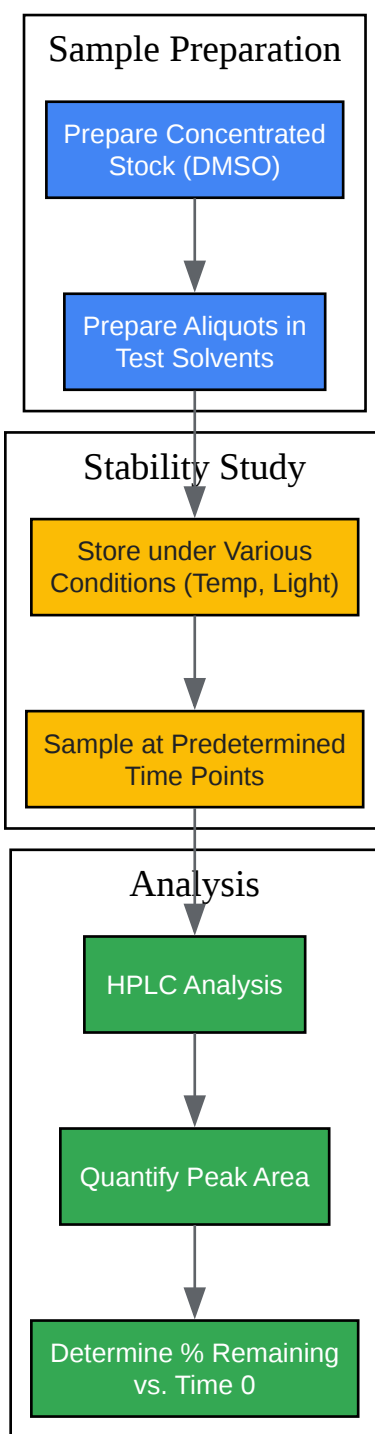 Sample Preparation
Prepare Concentrated
Stock (DMSO)
Prepare Aliquots in
Test Solvents
Stability Study
Store under Various
Conditions (Temp, Light)
Sample at Predetermined
Time Points
Analysis
HPLC Analysis
Quantify Peak Area
Determine % Remaining
vs. Time 0